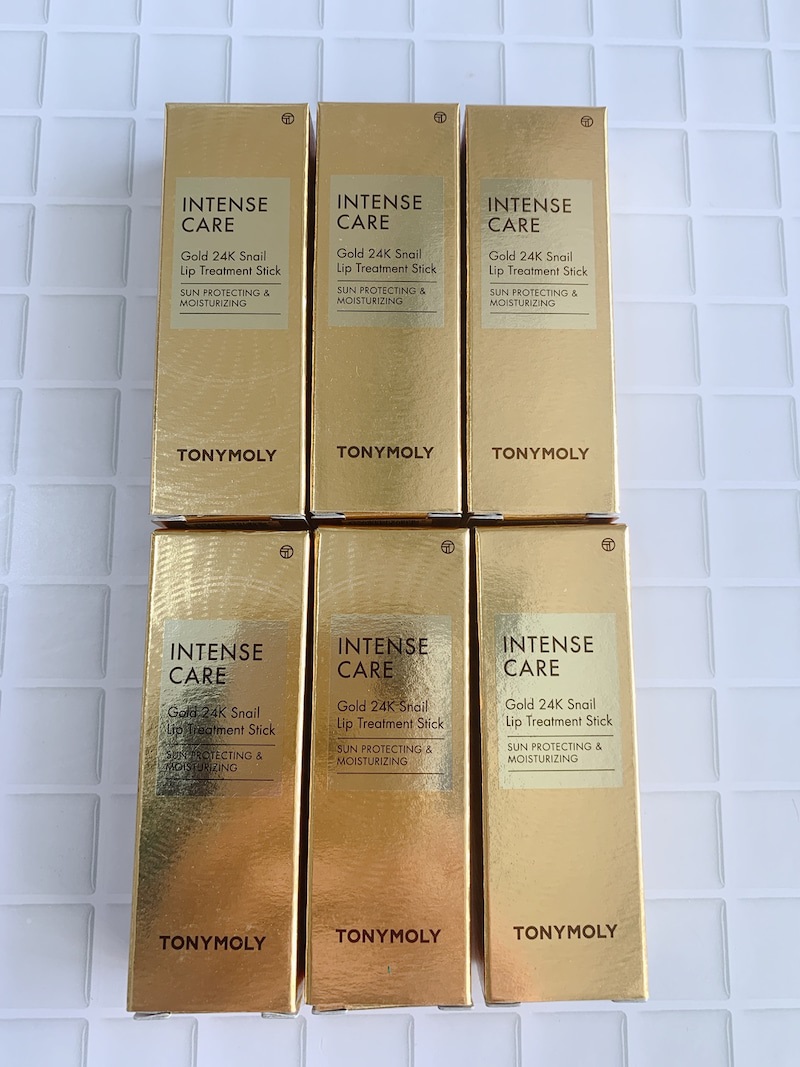 INTENSE
CARE
Gold 24K Snail
Lip Treatment Stick
SUN PROTECTING &
MOISTURIZING
TONYMOLY
INTENSE
CARE
Gold 24K Snail
Lip Treatment Stick
SUN PROTECTING &
MOISTURIZING
TONYMOLY
INTENSE
CARE
Gold 24K Snail
Lip Treatment Stick
SUN PROTECTING &
MOISTURIZING
TONYMOLY
INTENSE
CARE
Gold 24K Snail
Lip Treatment Stick
SUN PROTECTING &
MOISTURIZING
TONYMOLY
INTENSE
CARE
Gold 24K Snail
Lip Treatment Stick
SUN PROTECTING &
MOISTURIZING
TONYMOLY
INTENSE
CARE
Gold 24K Snail
Lip Treatment Stick
SUN PROTECTING &
MOISTURIZING
TONYMOLY